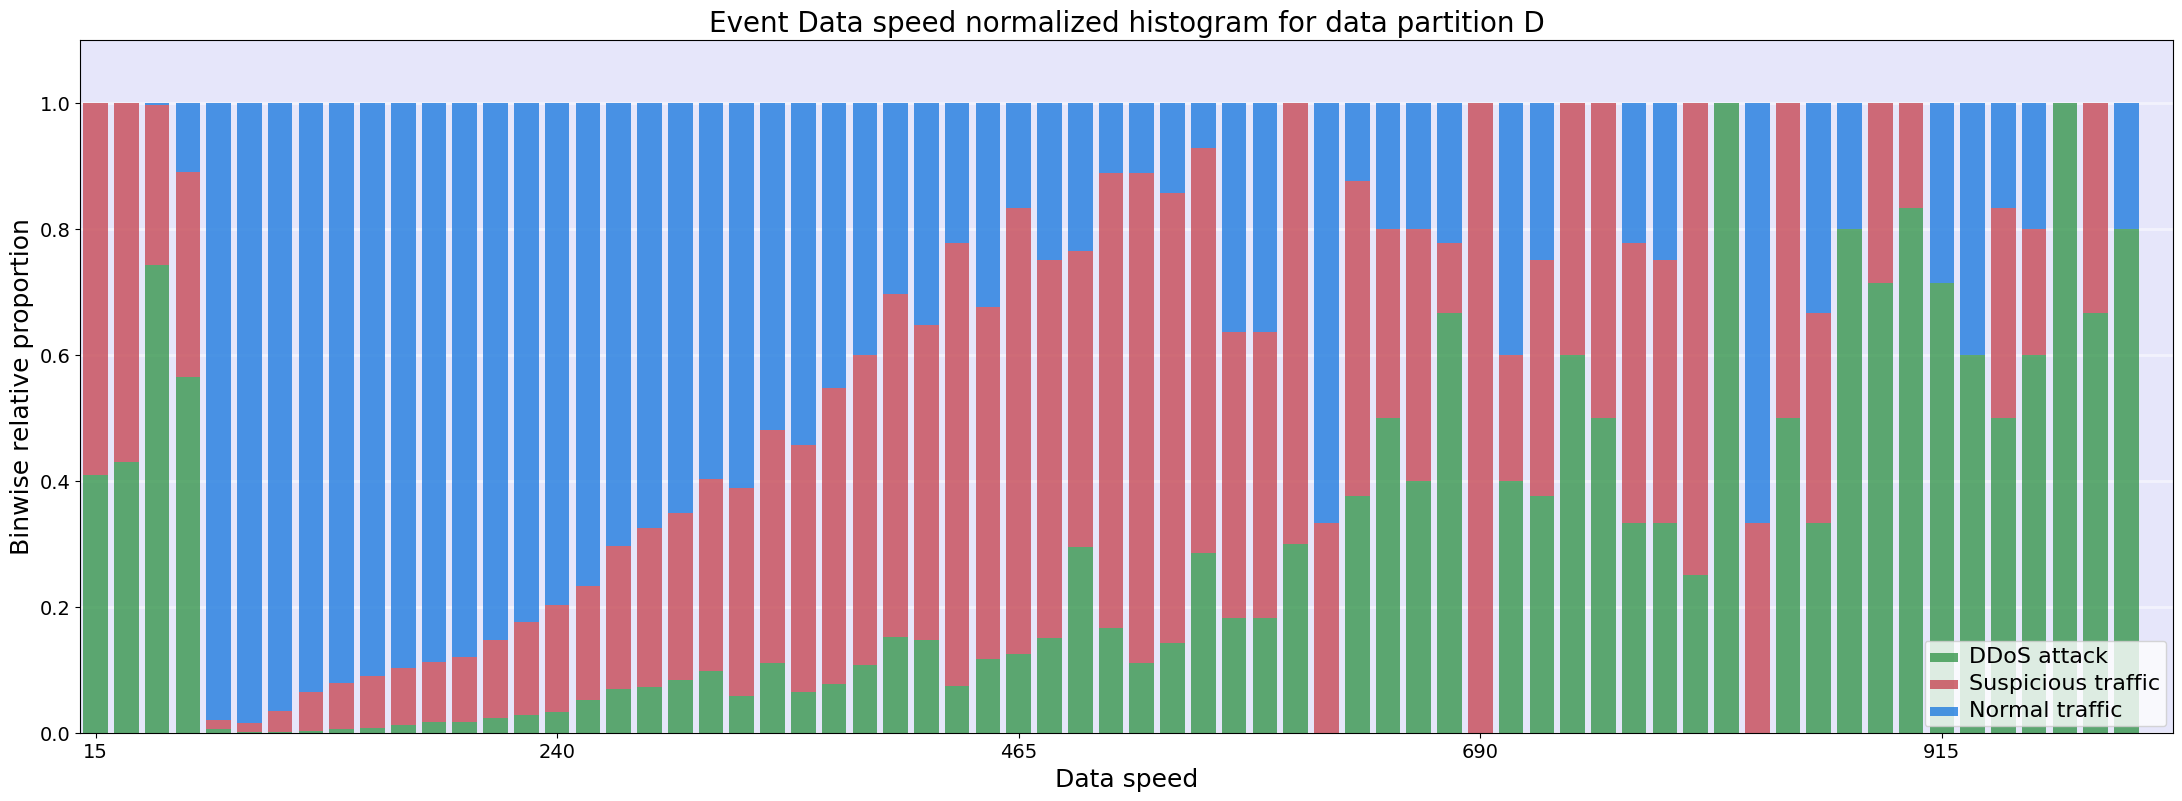 Event Data speed normalized histogram for data partition D
Binwise relative proportion
1.0
0.8
0.6
0.4
0.2
0.0
15 240 465 690 915
Data speed
DDoS attack
Suspicious traffic
Normal traffic